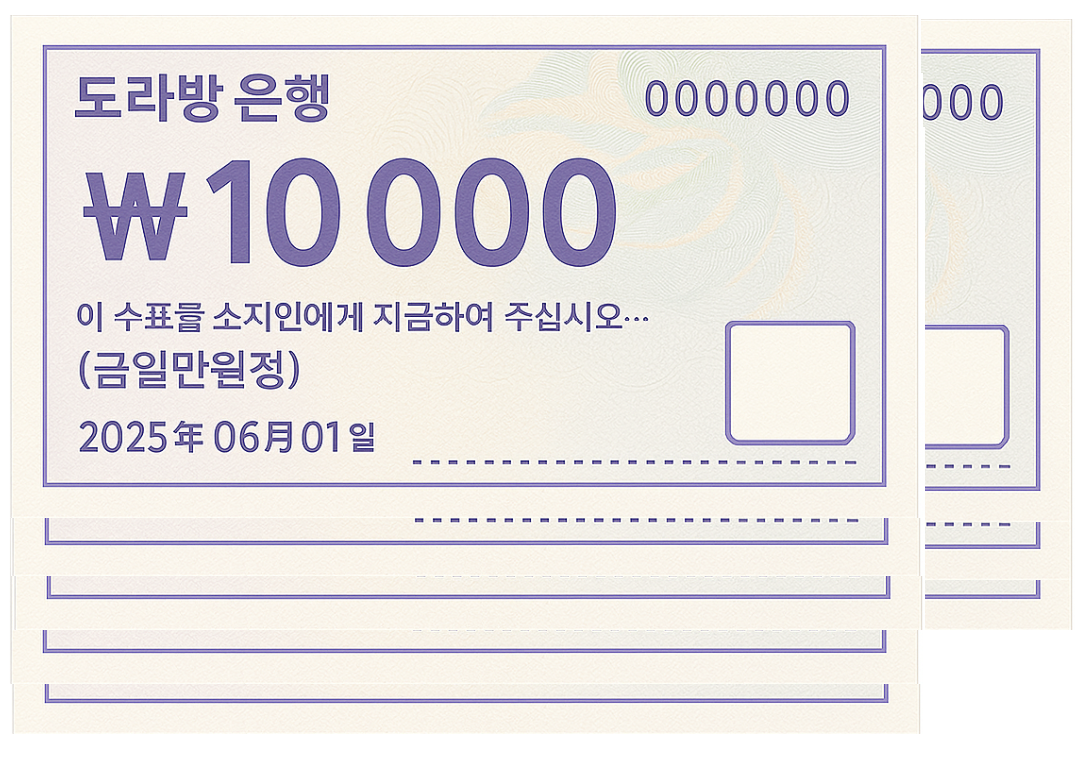 도라방 은행
0000000
000
₩10 000
이 수표를 소지인에게 지금하여 주십시오…
(금일만원정)
2025年 06月 01일